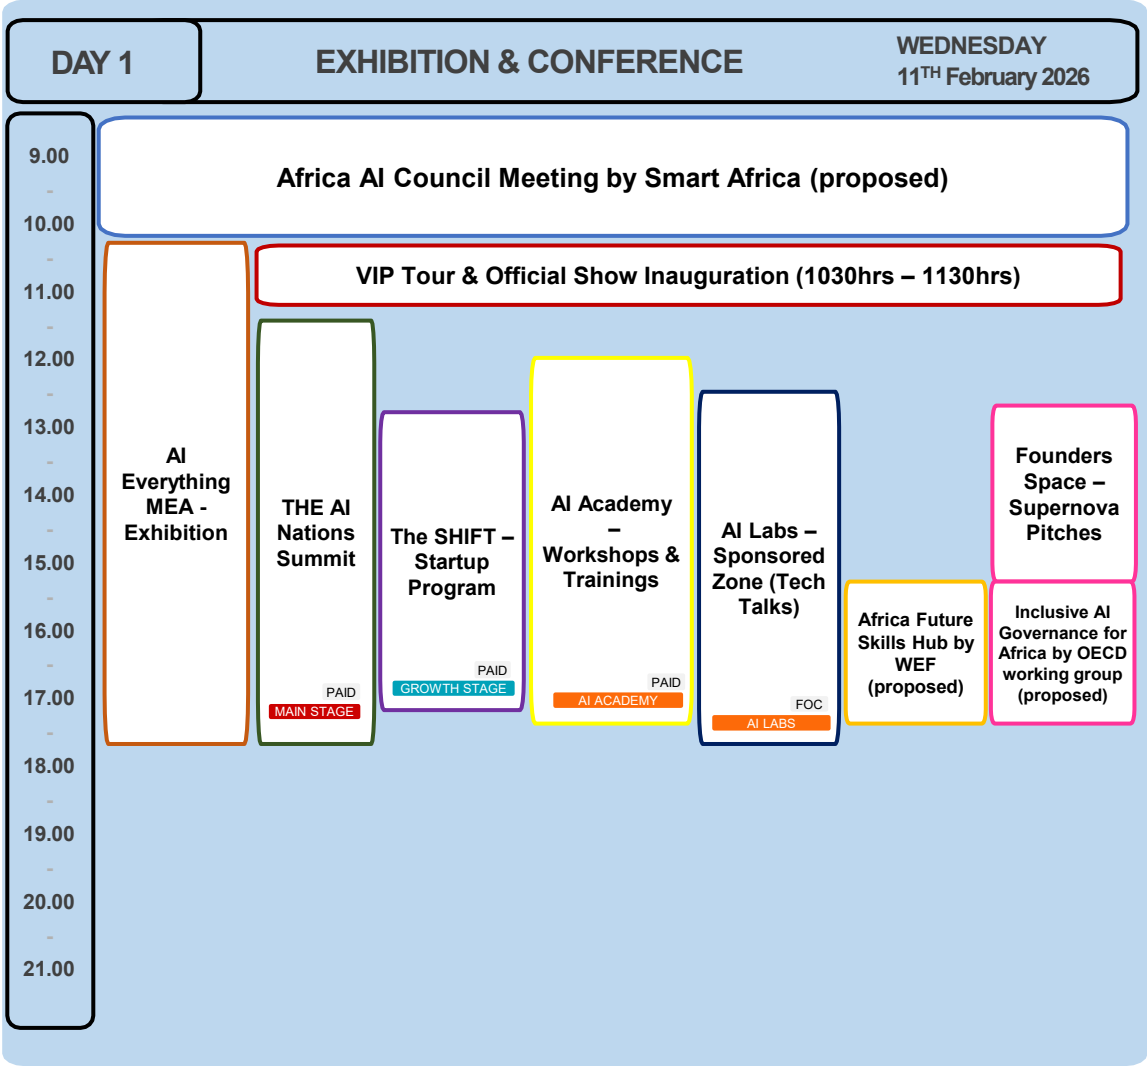 DAY 1
EXHIBITION & CONFERENCE
WEDNESDAY
11TH February 2026
9.00
-
10.00
-
11.00
-
12.00
-
13.00
-
14.00
-
15.00
-
16.00
-
17.00
-
18.00
-
19.00
-
20.00
-
21.00
Africa AI Council Meeting by Smart Africa (proposed)
VIP Tour & Official Show Inauguration (1030hrs – 1130hrs)
AI
Everything
MEA -
Exhibition
THE AI
Nations
Summit
PAID
MAIN STAGE
The SHIFT –
Startup
Program
PAID
GROWTH STAGE
AI Academy
–
Workshops &
Trainings
PAID
AI ACADEMY
AI Labs –
Sponsored
Zone (Tech
Talks)
FOC
AI LABS
Africa Future
Skills Hub by
WEF
(proposed)
Founders
Space –
Supernova
Pitches
Inclusive AI
Governance for
Africa by OECD
working group
(proposed)